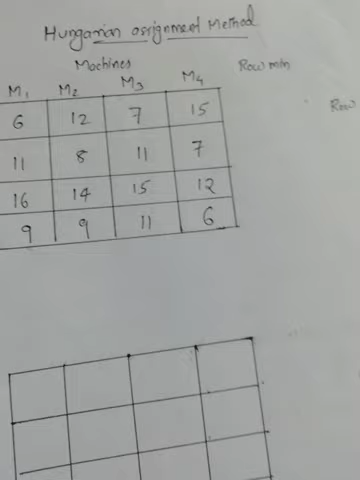 Hungarian assignment Method
Machines Row min
M1 M2 M3 M4
Row
6 12 7 15
11 8 11 7
16 14 15 12
9 9 11 6